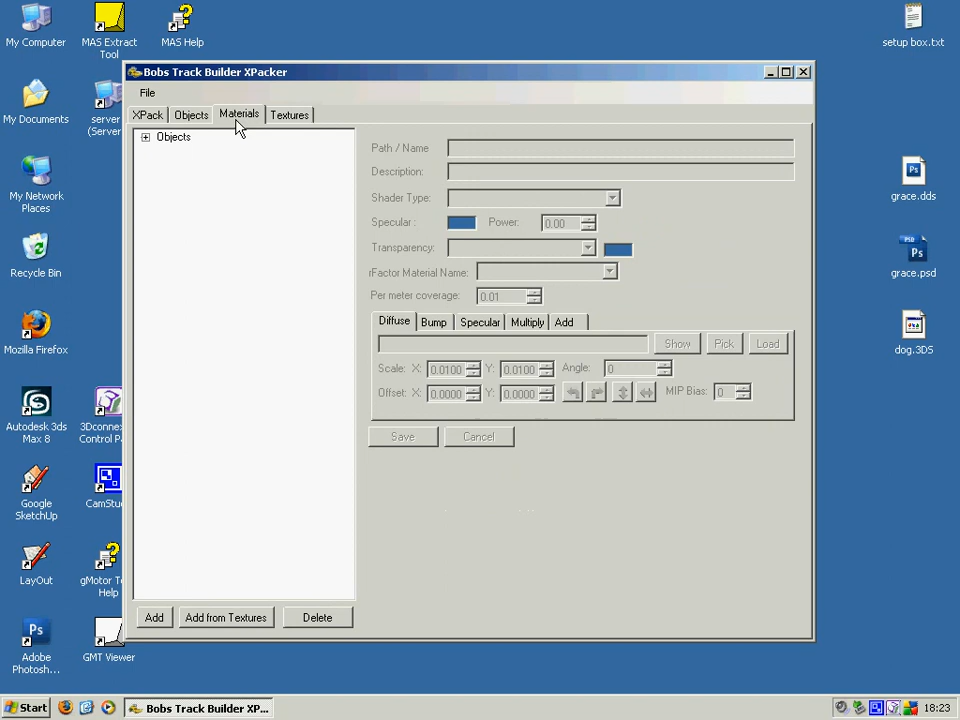 My Computer
MAS Extract
Tool
MAS Help
setup box.txt
My Documents
server
(Server
My Network
Places
grace.dds
Recycle Bin
grace.psd
Mozilla Firefox
dog.3DS
Autodesk 3ds
Max 8
3Dconnex
Control Pa
Google
SketchUp
CamStu
LayOut
gMotor To
Help
Adobe
Photosh...
GMT Viewer
Bobs Track Builder XPacker
File
XPack
Objects
Materials
Textures
Objects
Path / Name
Description:
Shader Type:
Specular :
Power:
0.00
Transparency:
rFactor Material Name:
Per meter coverage:
0.01
Diffuse
Bump
Specular
Multiply
Add
Show
Pick
Load
Scale: X:
0.0100
Y:
0.0100
Angle:
0
Offset: X:
0.0000
Y:
0.0000
MIP Bias:
0
Save
Cancel
Add
Add from Textures
Delete
Start
Bobs Track Builder XP...
18:23